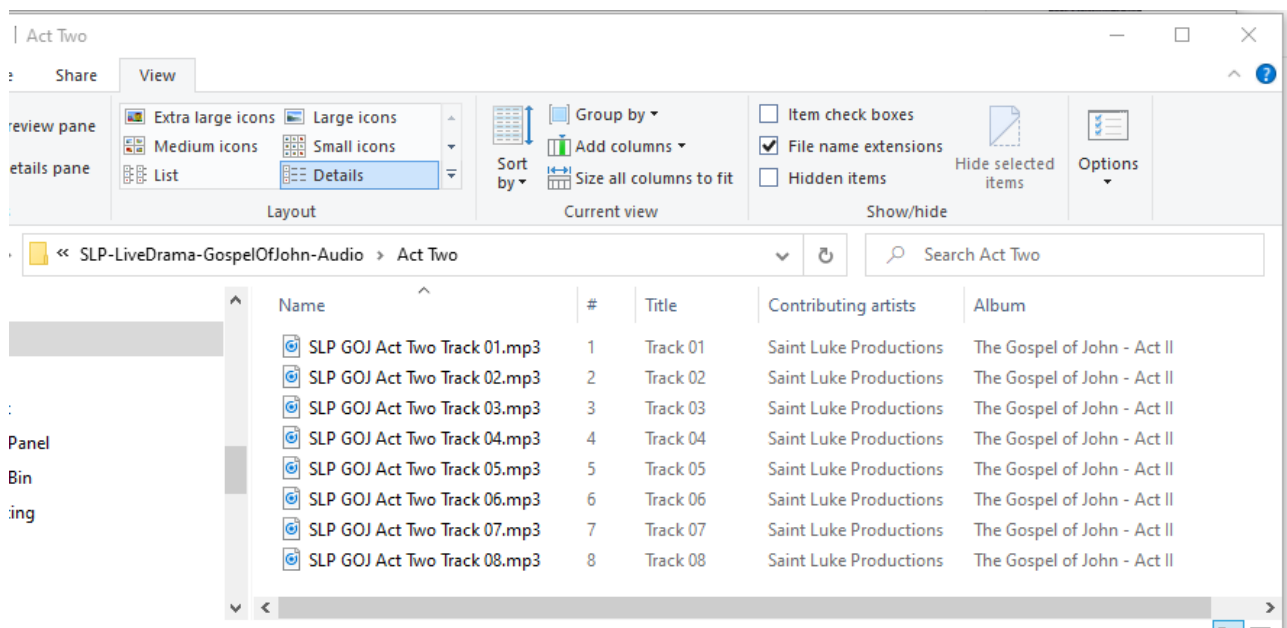 | Act Two
Share View
Extra large icons Large icons
Medium icons Small icons
List Details
Layout
Sort by
Group by
Add columns
Size all columns to fit
Current view
Item check boxes
File name extensions
Hidden items
Hide selected items
Show/hide
Options
pane
pane
« SLP-LiveDrama-GospelOfJohn-Audio > Act Two
Search Act Two
Name # Title Contributing artists Album
SLP GOJ Act Two Track 01.mp3 1 Track 01 Saint Luke Productions The Gospel of John - Act II
SLP GOJ Act Two Track 02.mp3 2 Track 02 Saint Luke Productions The Gospel of John - Act II
SLP GOJ Act Two Track 03.mp3 3 Track 03 Saint Luke Productions The Gospel of John - Act II
SLP GOJ Act Two Track 04.mp3 4 Track 04 Saint Luke Productions The Gospel of John - Act II
SLP GOJ Act Two Track 05.mp3 5 Track 05 Saint Luke Productions The Gospel of John - Act II
SLP GOJ Act Two Track 06.mp3 6 Track 06 Saint Luke Productions The Gospel of John - Act II
SLP GOJ Act Two Track 07.mp3 7 Track 07 Saint Luke Productions The Gospel of John - Act II
SLP GOJ Act Two Track 08.mp3 8 Track 08 Saint Luke Productions The Gospel of John - Act II
Panel
Bin